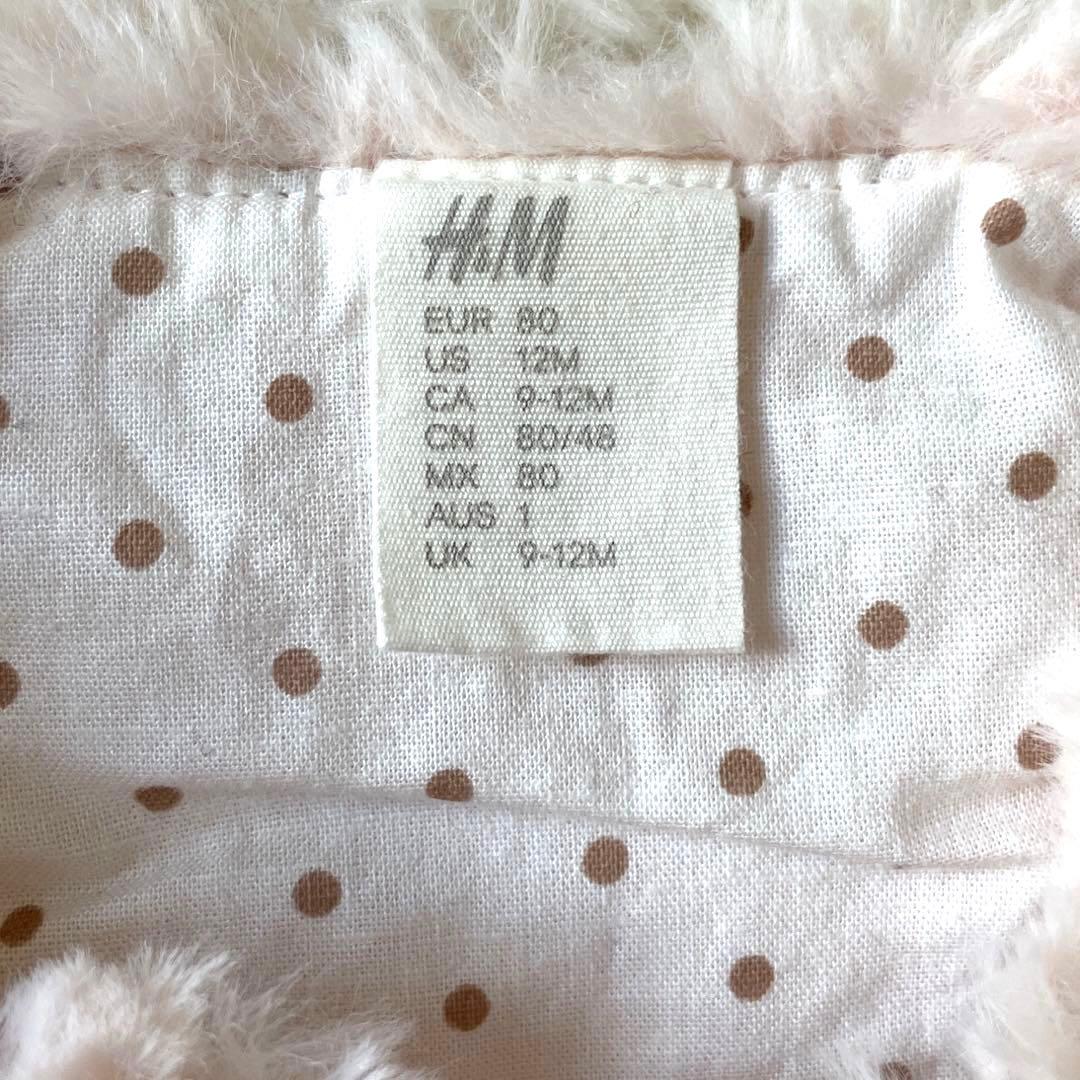 H&M
EUR 80
US 12M
CA 9-12M
CN 80/48
MX 80
AUS 1
UK 9-12M